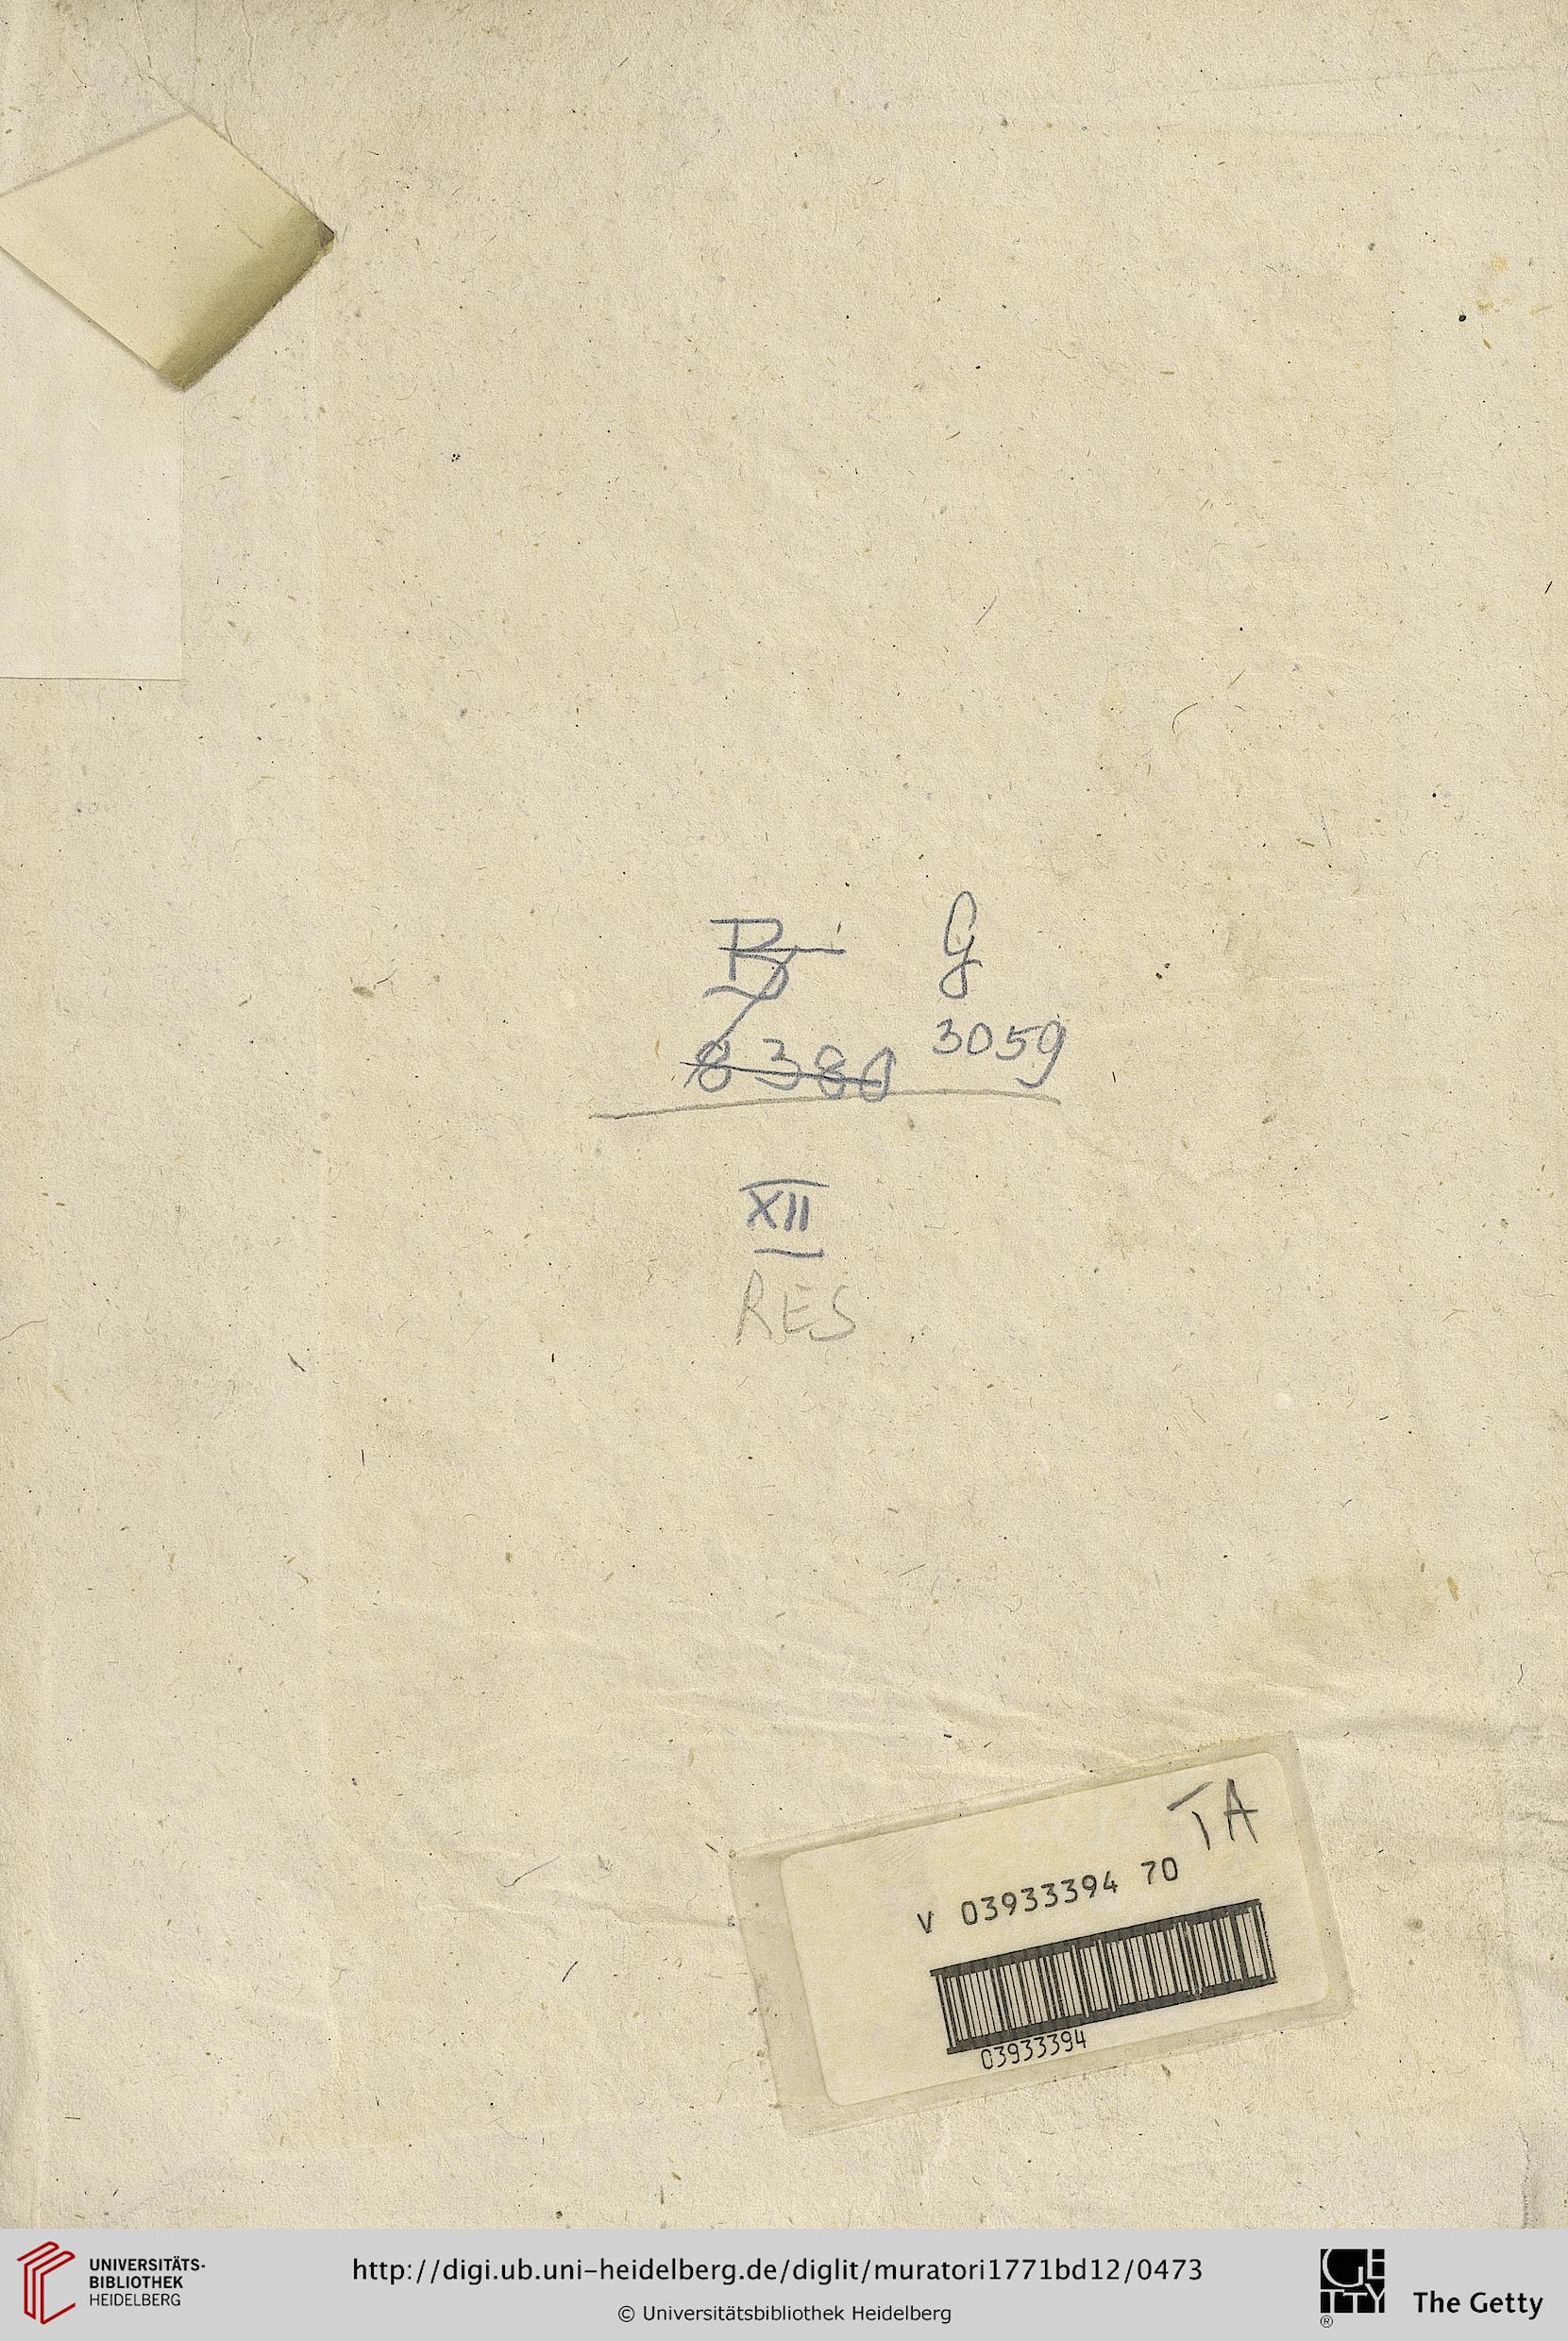 B G
8380 3059
XII
RES
TA
V 03933394 70
03933394
UNIVERSITÄTS-
BIBLIOTHEK
HEIDELBERG
http://digi.ub.uni-heidelberg.de/diglit/muratori1771bd12/0473
© Universitätsbibliothek Heidelberg
GETTY
®
The Getty